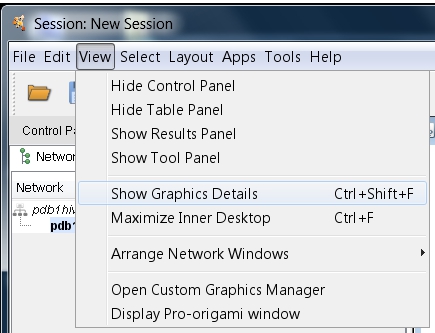 Session: New Session
File Edit View Select Layout Apps Tools Help
Hide Control Panel
Hide Table Panel
Show Results Panel
Control Pa
Show Tool Panel
Networ
Network
Show Graphics Details Ctrl+Shift+F
pdb1hiv
Maximize Inner Desktop Ctrl+F
pdb1
Arrange Network Windows
Open Custom Graphics Manager
Display Pro-origami window